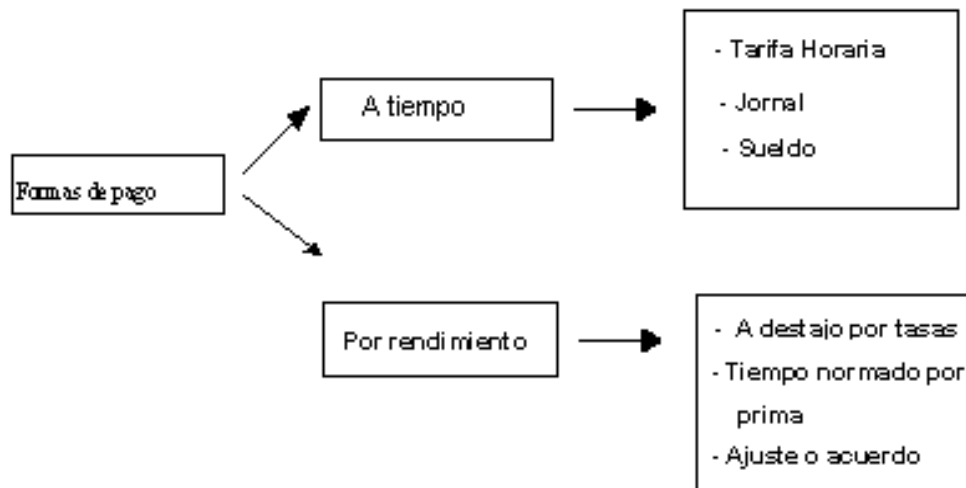 Formas de pago
A tiempo
- Tarifa Horaria
- Jornal
- Sueldo
Por rendimiento
- A destajo por tasas
- Tiempo normado por
prima
- Ajuste o acuerdo